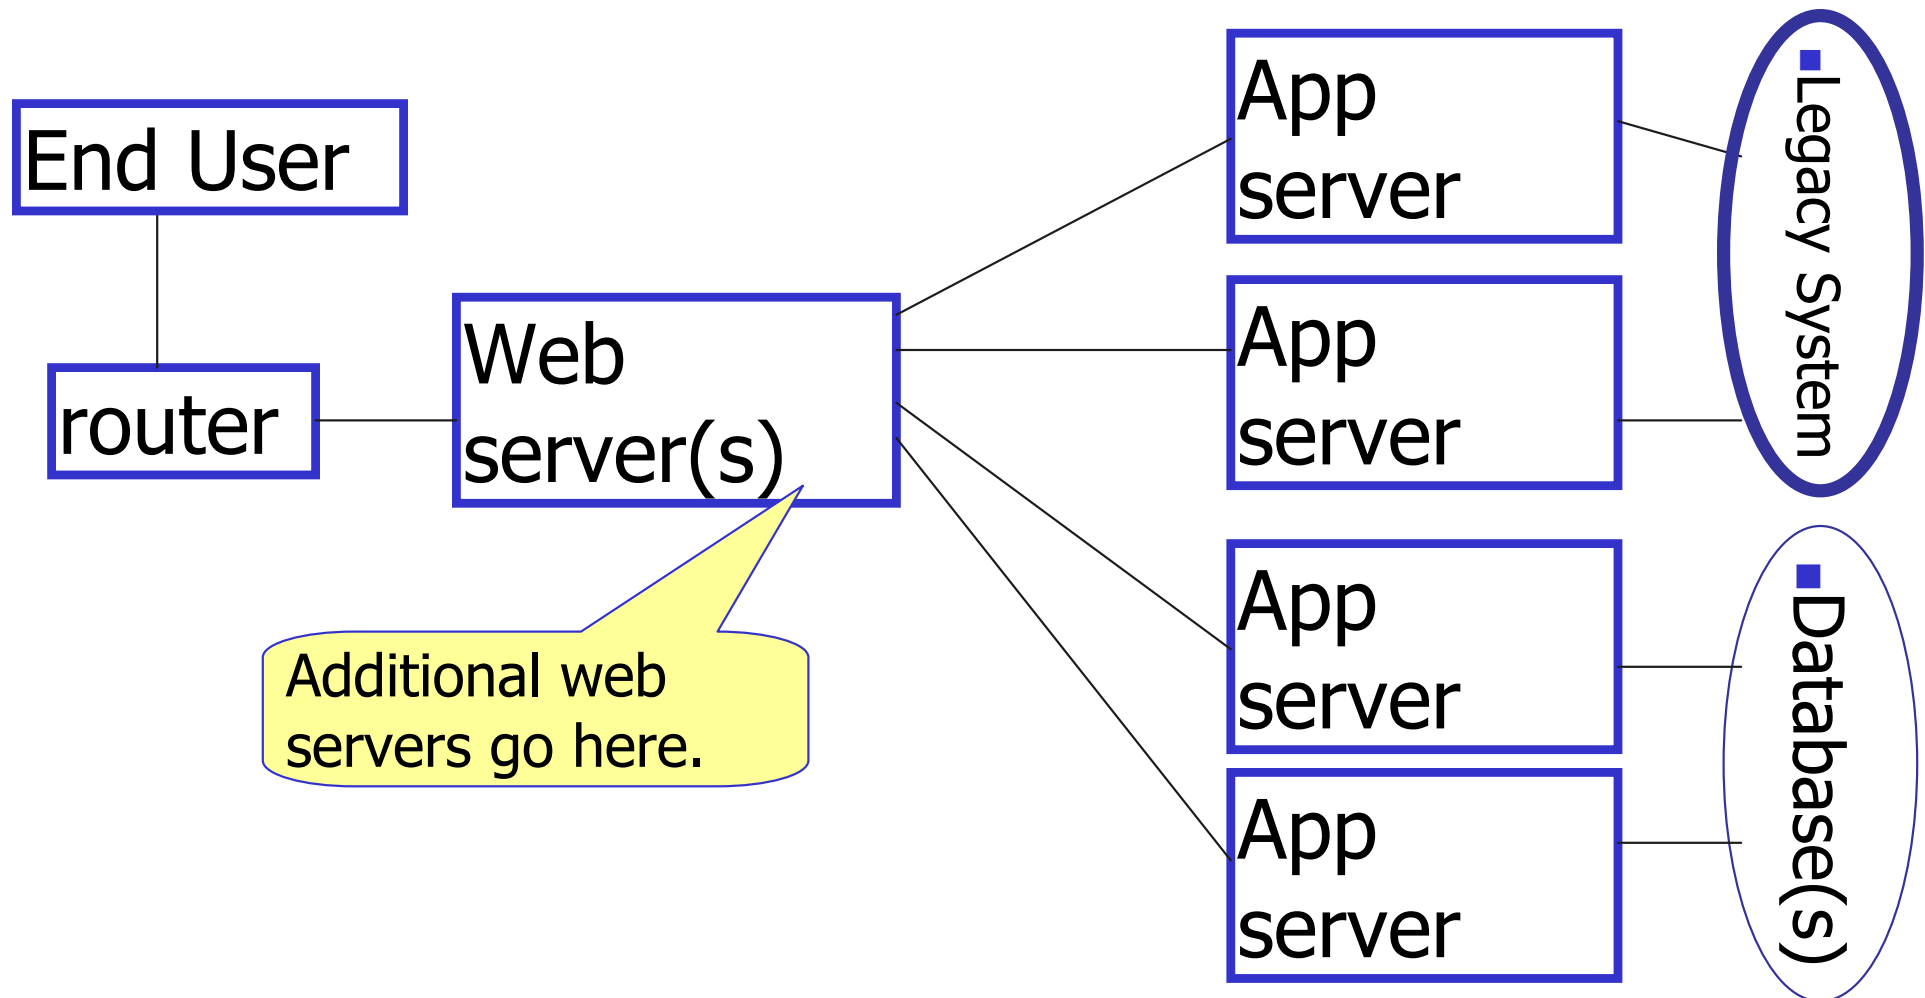 End User
router
Web
server(s)
Additional web
servers go here.
App
server
App
server
App
server
App
server
Legacy System
Database(s)